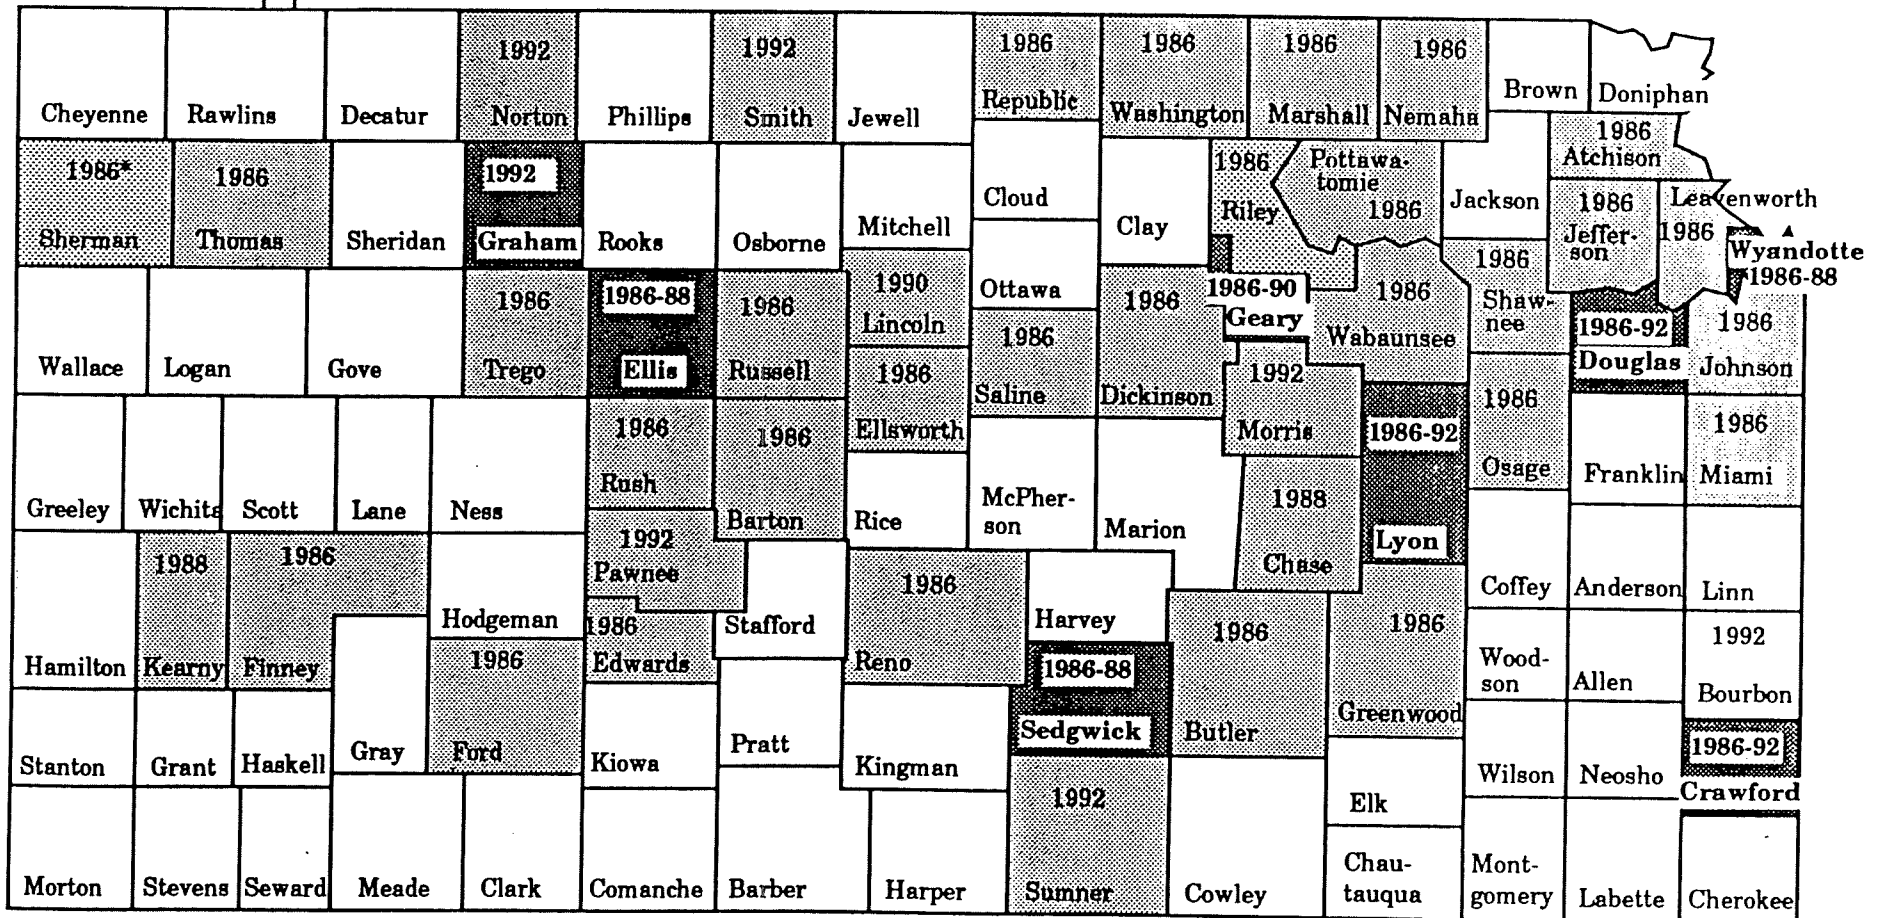 1992
1992
1986
1986
1986
1986
Cheyenne
Rawlins
Decatur
Norton
Phillips
Smith
Jewell
Republic
Washington
Marshall
Nemaha
Brown
Doniphan
1986*
1986
1992
1986
Pottawa-
tomie
1986
1986
Atchison
Sherman
Thomas
Sheridan
Graham
Rooks
Osborne
Mitchell
Cloud
Clay
Riley
Jackson
1986
Jeffer-
son
Leavenworth
1986
Wyandotte
1986-88
1986
1986-88
1986
1990
Lincoln
Ottawa
1986
1986-90
Geary
1986
Wabaunsee
1986
Shaw-
nee
1986-92
Douglas
1986
Johnson
Wallace
Logan
Gove
Trego
Ellis
Russell
1986
Ellsworth
1986
Saline
Dickinson
1992
Morris
1986-92
Lyon
1986
Osage
Franklin
1986
Miami
Greeley
Wichita
Scott
Lane
Ness
1986
Rush
1986
Barton
Rice
McPher-
son
Marion
1988
Chase
Hamilton
1988
Kearny
1986
Finney
Hodgeman
1992
Pawnee
1986
Edwards
Stafford
1986
Reno
Harvey
1986
Butler
1986
Greenwood
Coffey
Anderson
Linn
Stanton
Grant
Haskell
Gray
1986
Ford
Kiowa
Pratt
Kingman
1986-88
Sedgwick
Wood-
son
Allen
1992
Bourbon
Wilson
Neosho
1986-92
Crawford
Morton
Stevens
Seward
Meade
Clark
Comanche
Barber
Harper
1992
Sumner
Cowley
Elk
Chau-
tauqua
Mont-
gomery
Labette
Cherokee